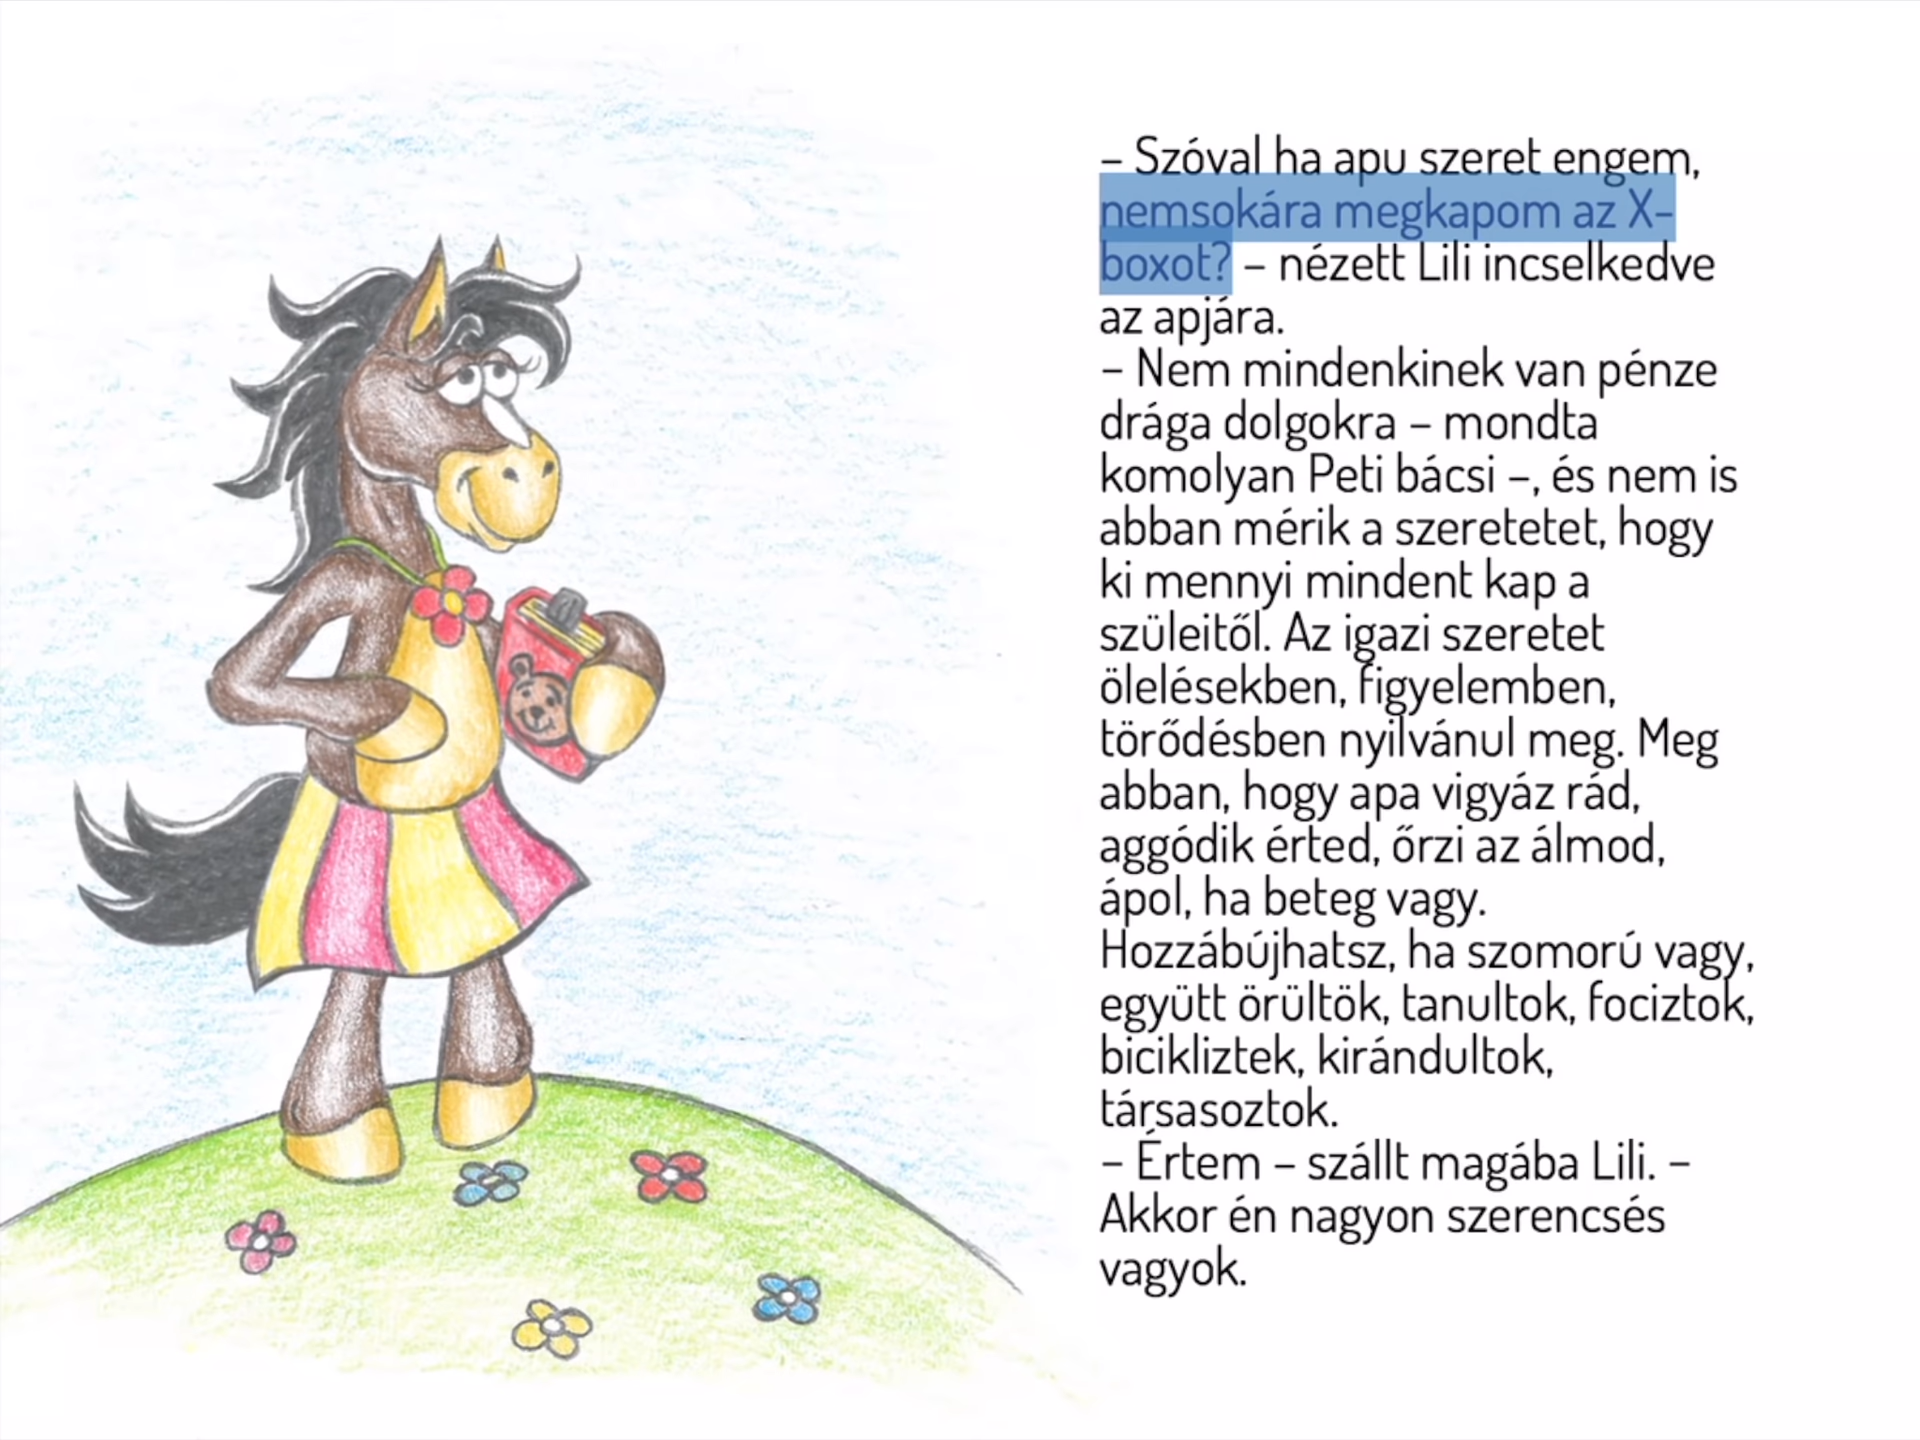 – Szóval ha apu szeret engem,
nemsokára megkapom az X-
boxot? – nézett Lili incselkedve
az apjára.
– Nem mindenkinek van pénze
drága dolgokra – mondta
komolyan Peti bácsi –, és nem is
abban mérik a szeretetet, hogy
ki mennyi mindent kap a
szüleitől. Az igazi szeretet
ölelésekben, figyelemben,
törődésben nyilvánul meg. Meg
abban, hogy apa vigyáz rád,
aggódik érted, őrzi az álmod,
ápol, ha beteg vagy.
Hozzábújhatsz, ha szomorú vagy,
együtt örültök, tanultok, fociztok,
bicikliztek, kirándultok,
társasoztok.
– Értem – szállt magába Lili. –
Akkor én nagyon szerencsés
vagyok.